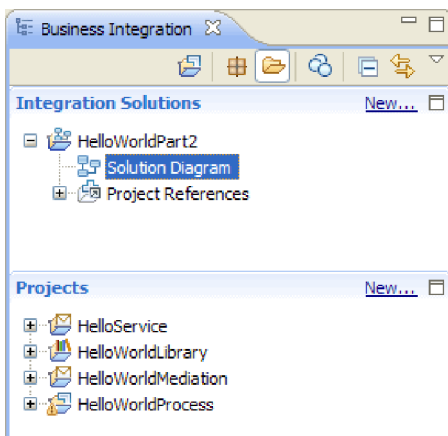 Business Integration
Integration Solutions New...
HelloWorldPart2
Solution Diagram
Project References
Projects New...
HelloService
HelloWorldLibrary
HelloWorldMediation
HelloWorldProcess